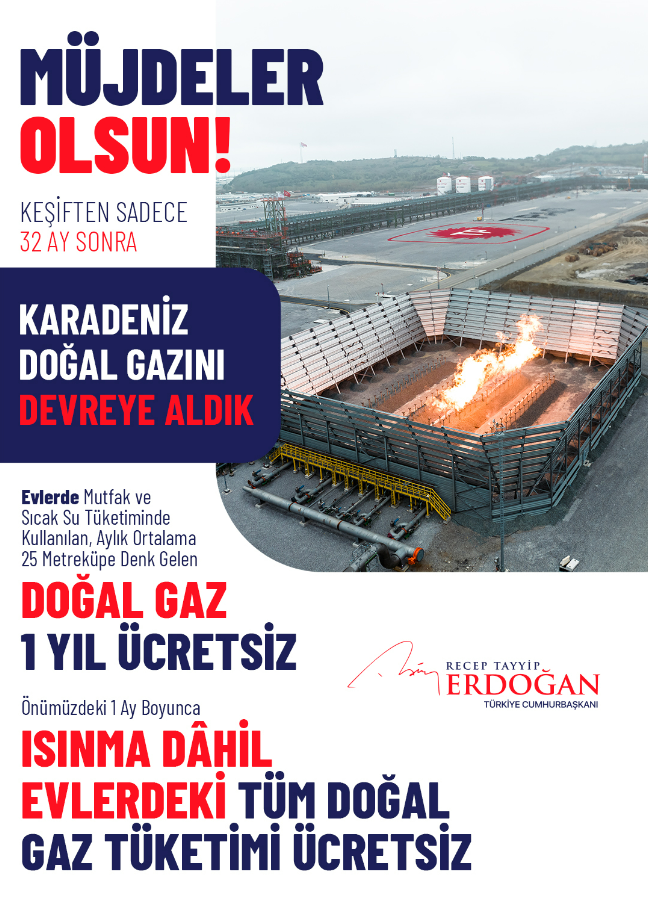 MÜJDELER
OLSUN!
KEŞİFTEN SADECE
32 AY SONRA
KARADENİZ
DOĞAL GAZINI
DEVREYE ALDIK
Evlerde Mutfak ve
Sıcak Su Tüketiminde
Kullanılan, Aylık Ortalama
25 Metreküpe Denk Gelen
DOĞAL GAZ
1 YIL ÜCRETSİZ
RECEP TAYYİP
ERDOĞAN
TÜRKİYE CUMHURBAŞKANI
Önümüzdeki 1 Ay Boyunca
ISINMA DÂHİL
EVLERDEKİ TÜM DOĞAL
GAZ TÜKETİMİ ÜCRETSİZ